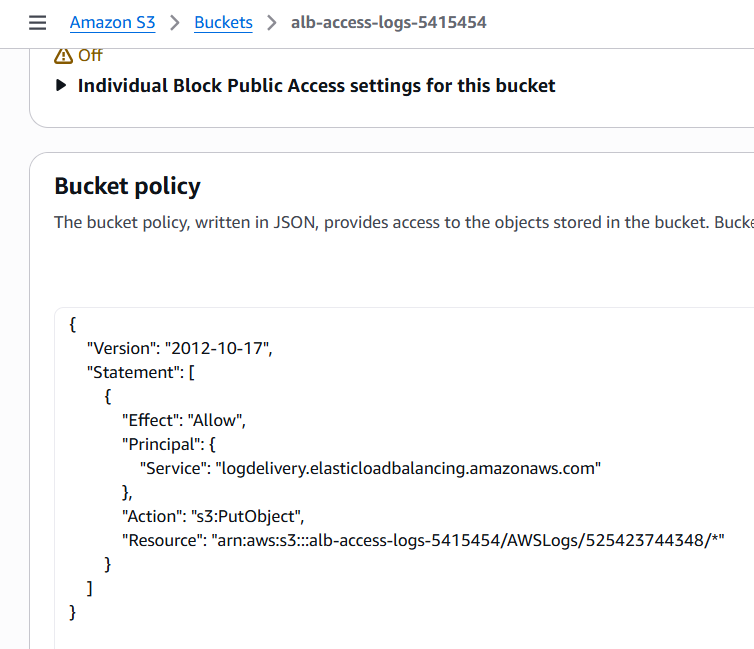 Amazon S3 > Buckets > alb-access-logs-5415454
Off
Individual Block Public Access settings for this bucket
Bucket policy
The bucket policy, written in JSON, provides access to the objects stored in the bucket.
{
"Version": "2012-10-17",
"Statement": [
{
"Effect": "Allow",
"Principal": {
"Service": "logdelivery.elasticloadbalancing.amazonaws.com"
},
"Action": "s3:PutObject",
"Resource": "arn:aws:s3:::alb-access-logs-5415454/AWSLogs/525423744348/*"
}
]
}